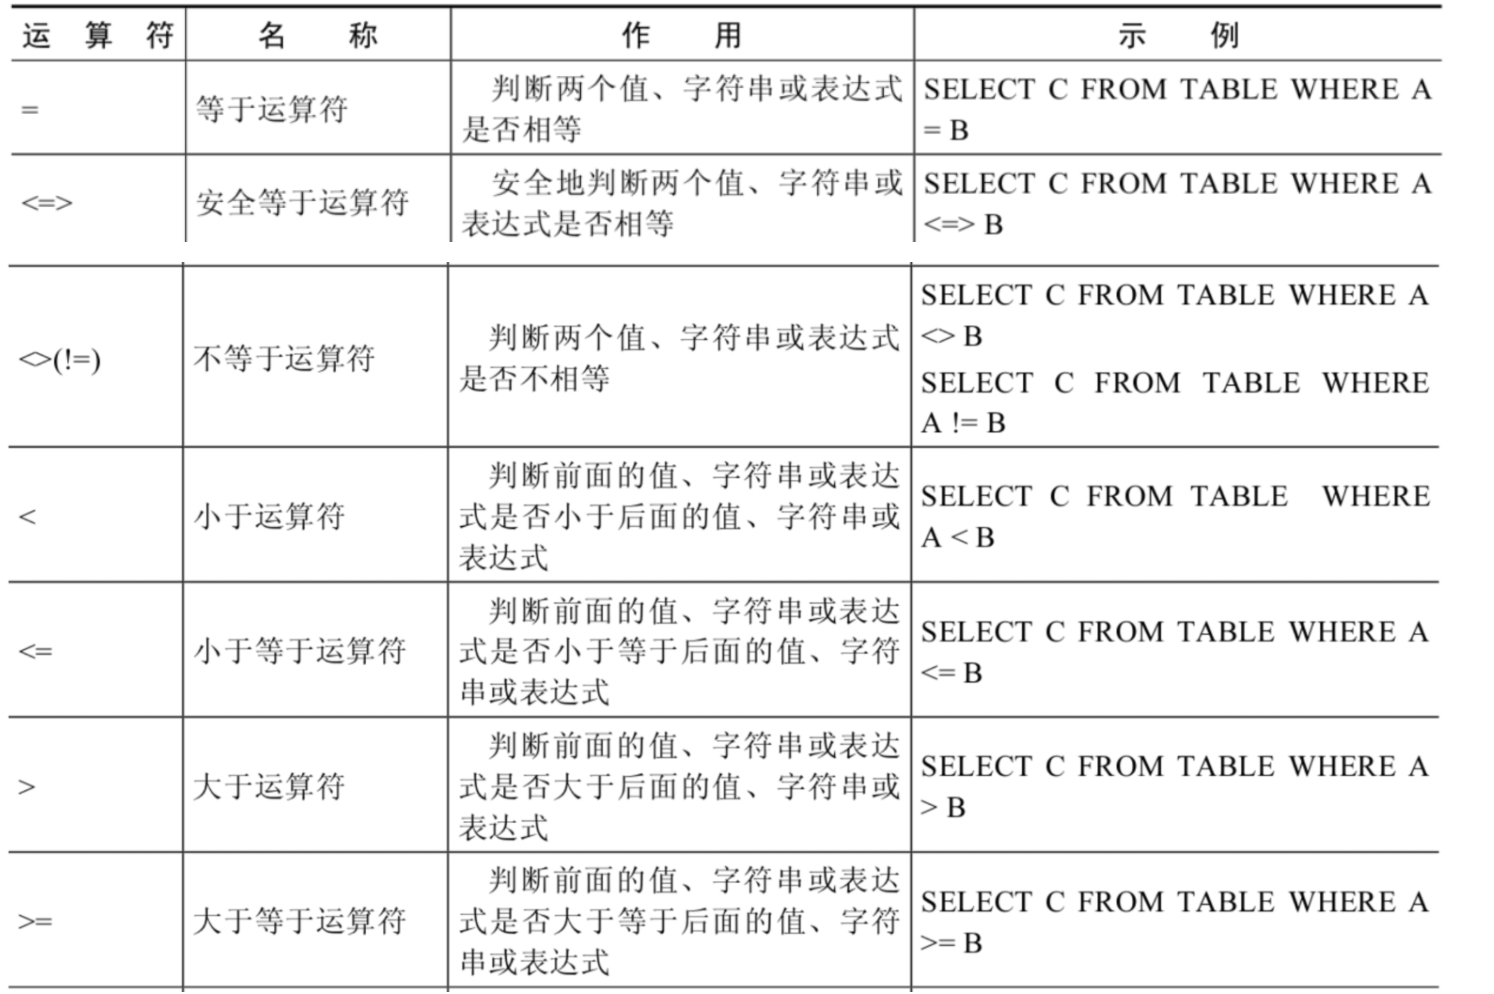 运 算 符 名 称 作 用 示 例
= 等于运算符 判断两个值、字符串或表达式 SELECT C FROM TABLE WHERE A
是否相等 = B
<=> 安全等于运算符 安全地判断两个值、字符串或 SELECT C FROM TABLE WHERE A
表达式是否相等 <=> B
<>(!=) 不等于运算符 判断两个值、字符串或表达式 SELECT C FROM TABLE WHERE A
是否不相等 <> B
SELECT C FROM TABLE WHERE
A != B
< 小于运算符 判断前面的值、字符串或表达 SELECT C FROM TABLE WHERE
式是否小于后面的值、字符串或 A < B
表达式
<= 小于等于运算符 判断前面的值、字符串或表达 SELECT C FROM TABLE WHERE A
式是否小于等于后面的值、字符 <= B
串或表达式
> 大于运算符 判断前面的值、字符串或表达 SELECT C FROM TABLE WHERE A
式是否大于后面的值、字符串或 > B
表达式
>= 大于等于运算符 判断前面的值、字符串或表达 SELECT C FROM TABLE WHERE A
式是否大于等于后面的值、字符 >= B
串或表达式